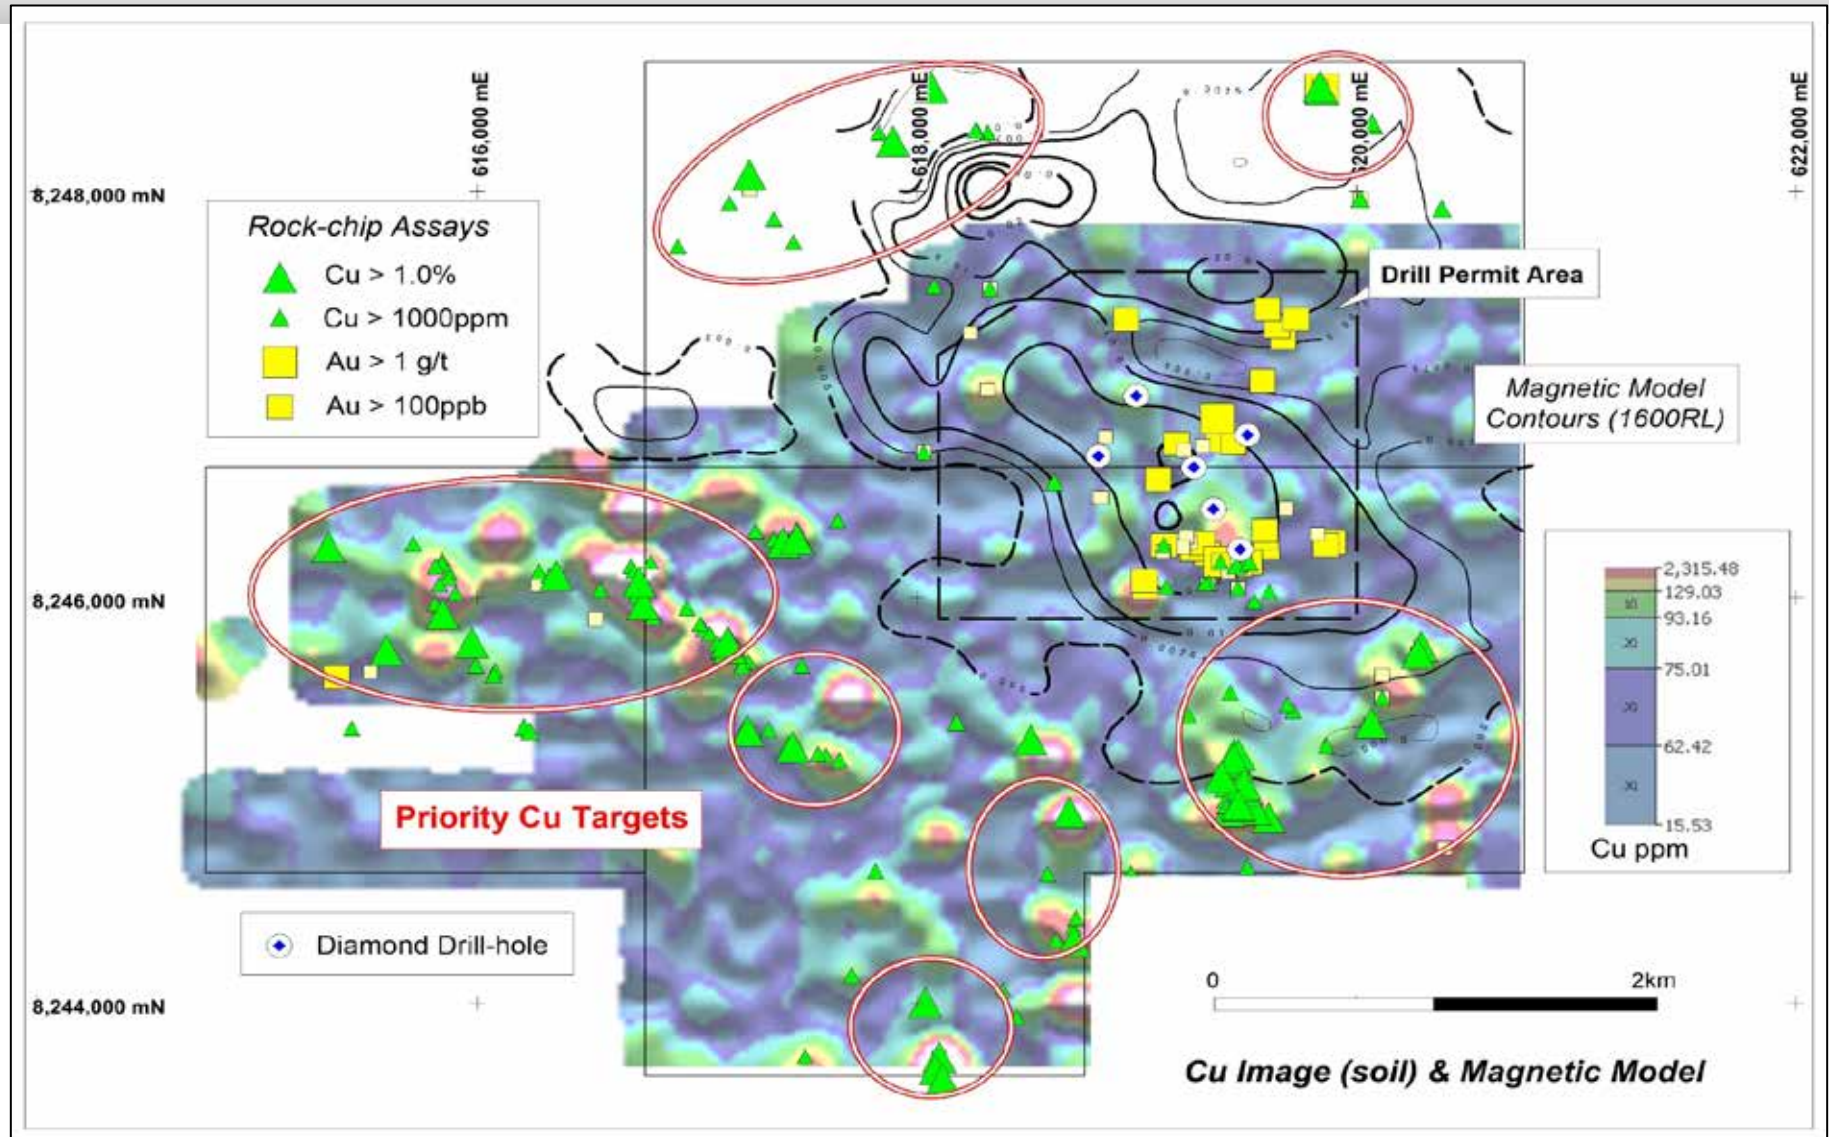 616,000 mE
618,000 mE
620,000 mE
622,000 mE
8,248,000 mN
Rock-chip Assays
Cu > 1.0%
Cu > 1000ppm
Au > 1 g/t
Au > 100ppb
Drill Permit Area
Magnetic Model
Contours (1600RL)
8,246,000 mN
2,315.48
129.03
93.16
75.01
62.42
15.53
Cu ppm
Priority Cu Targets
Diamond Drill-hole
8,244,000 mN
0
2km
Cu Image (soil) & Magnetic Model